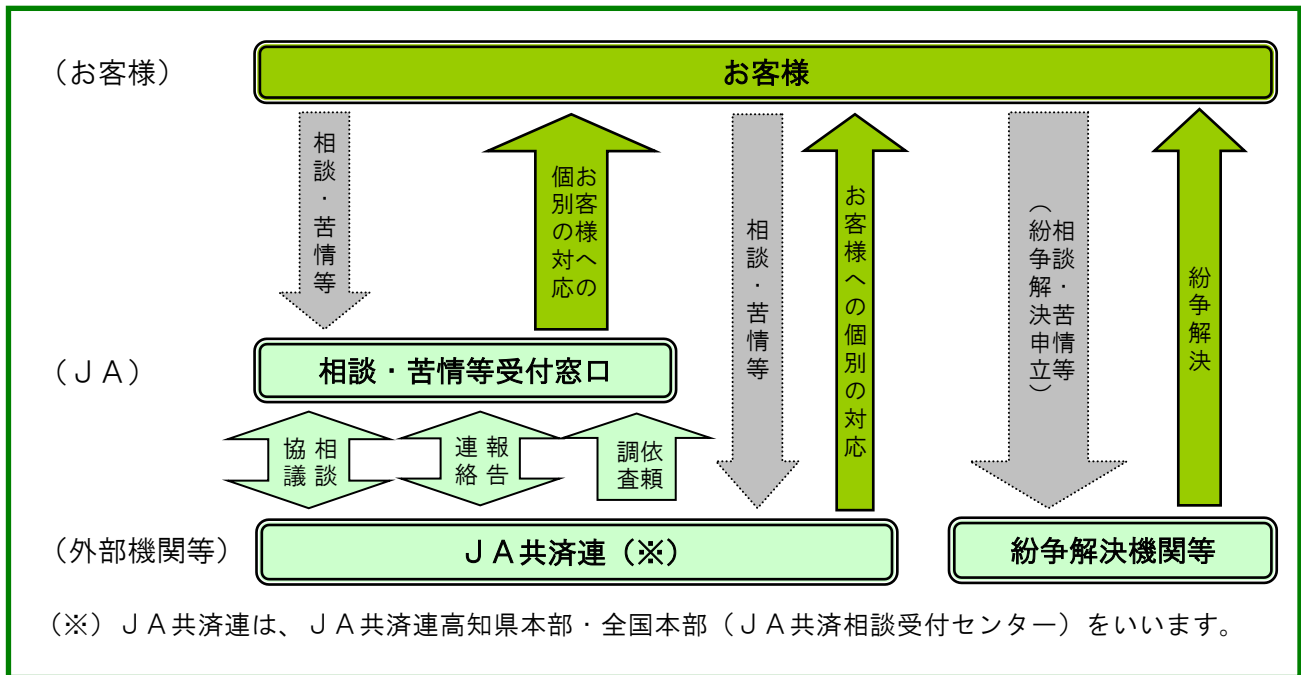 （お客様）
お客様
相談・苦情等
お客様への
個別の対応
相談・苦情等
お客様への個別の対応
相談・苦情等
（紛争解決申立）
紛争解決
（ＪＡ）
相談・苦情等受付窓口
相談
協議
報告
連絡
依頼
調査
（外部機関等）
ＪＡ共済連（※）
紛争解決機関等
（※）ＪＡ共済連は、ＪＡ共済連高知県本部・全国本部（ＪＡ共済相談受付センター）をいいます。